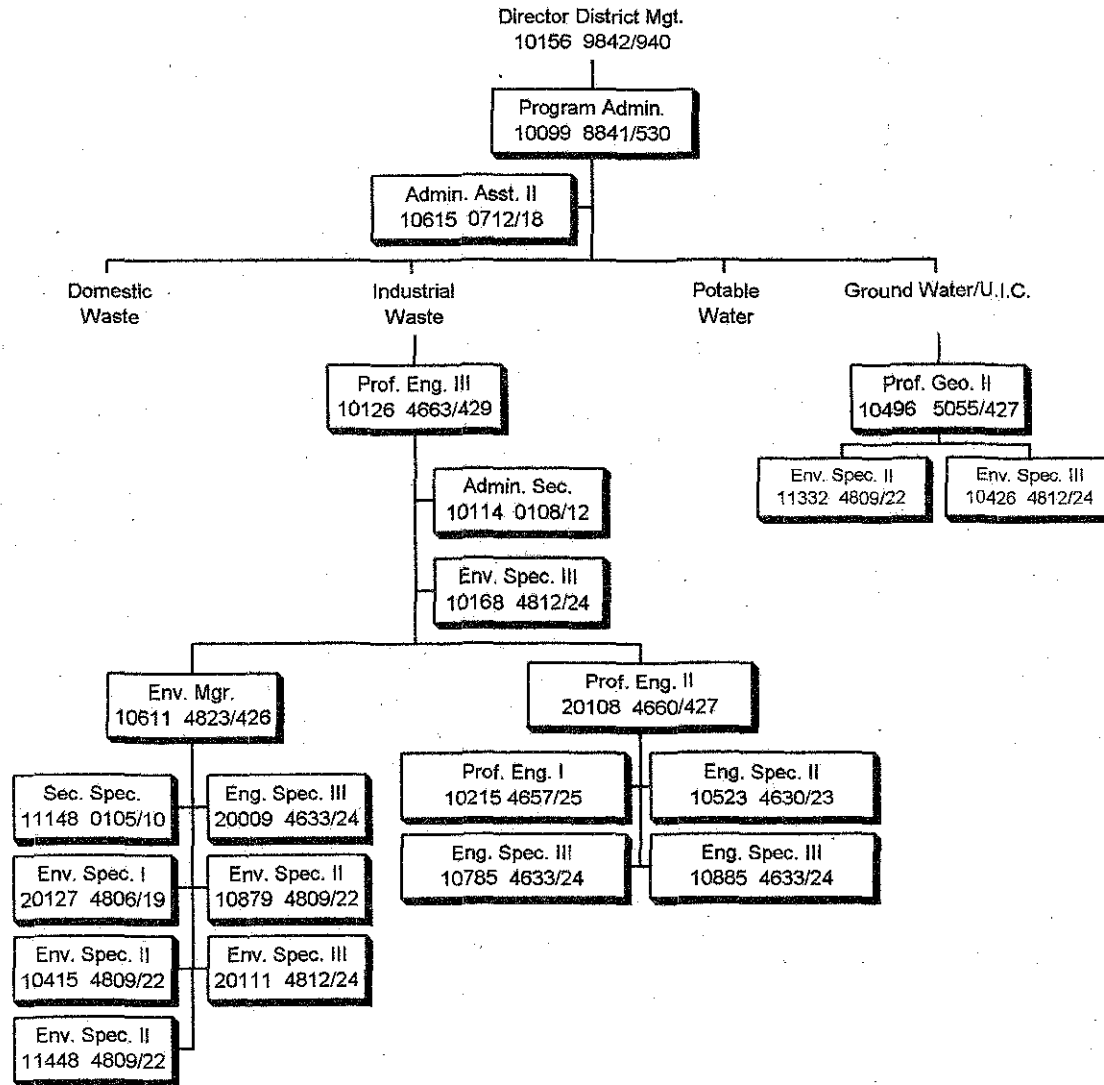 Director District Mgt.
10156 9842/940
Program Admin.
10099 8841/530
Admin. Asst. II
10615 0712/18
Domestic
Waste
Industrial
Waste
Potable
Water
Ground Water/U.I.C.
Prof. Eng. III
10126 4663/429
Prof. Geo. II
10496 5055/427
Admin. Sec.
10114 0108/12
Env. Spec. II
11332 4809/22
Env. Spec. III
10426 4812/24
Env. Spec. III
10168 4812/24
Env. Mgr.
10611 4823/426
Prof. Eng. II
20108 4660/427
Sec. Spec.
11148 0105/10
Eng. Spec. III
20009 4633/24
Prof. Eng. I
10215 4657/25
Eng. Spec. II
10523 4630/23
Env. Spec. I
20127 4806/19
Env. Spec. II
10879 4809/22
Eng. Spec. III
10785 4633/24
Eng. Spec. III
10885 4633/24
Env. Spec. II
10415 4809/22
Env. Spec. III
20111 4812/24
Env. Spec. II
11448 4809/22